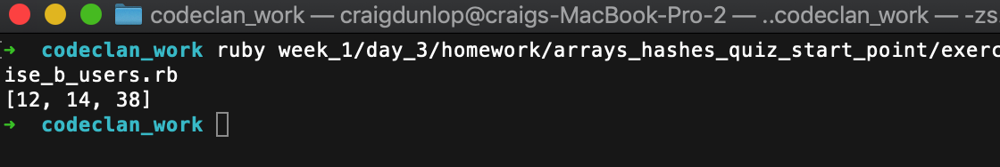 codeclan_work — craigdunlop@craigs-MacBook-Pro-2 — ..codeclan_work — -zs
➜  codeclan_work ruby week_1/day_3/homework/arrays_hashes_quiz_start_point/exerc
ise_b_users.rb
[12, 14, 38]
➜  codeclan_work